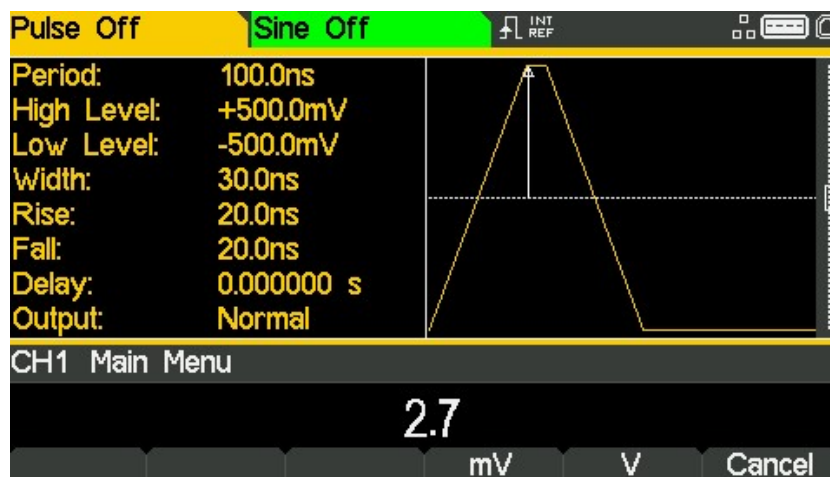 Pulse Off Sine Off INT REF
Period: 100.0ns
High Level: +500.0mV
Low Level: -500.0mV
Width: 30.0ns
Rise: 20.0ns
Fall: 20.0ns
Delay: 0.000000 s
Output: Normal
CH1 Main Menu
2.7
mV V Cancel